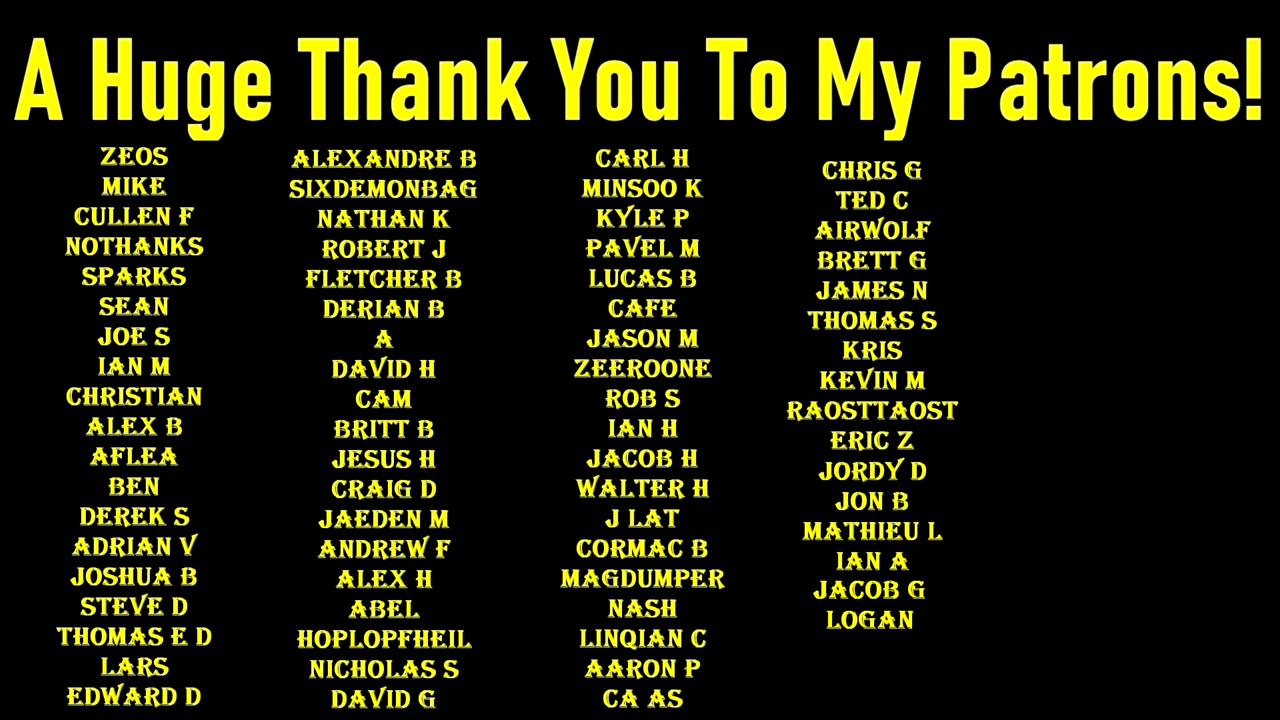 A Huge Thank You To My Patrons!
ZEOS
MIKE
CULLEN F
NOTHANKS
SPARKS
SEAN
JOE S
IAN M
CHRISTIAN
ALEX B
AFLEA
BEN
DEREK S
ADRIAN V
JOSHUA B
STEVE D
THOMAS E D
LARS
EDWARD D
ALEXANDRE B
SIXDEMONBAG
NATHAN K
ROBERT J
FLETCHER B
DERIAN B
A
DAVID H
CAM
BRITT B
JESUS H
CRAIG D
JAEDEN M
ANDREW F
ALEX H
ABEL
HOPLOPFHEIL
NICHOLAS S
DAVID G
CARL H
MINSOO K
KYLE P
PAVEL M
LUCAS B
CAFE
JASON M
ZEEROONE
ROB S
IAN H
JACOB H
WALTER H
J LAT
CORMAC B
MAGDUMPER
NASH
LINQIAN C
AARON P
CA AS
CHRIS G
TED C
AIRWOLF
BRETT G
JAMES N
THOMAS S
KRIS
KEVIN M
RAOSTTAOST
ERIC Z
JORDY D
JON B
MATHIEU L
IAN A
JACOB G
LOGAN